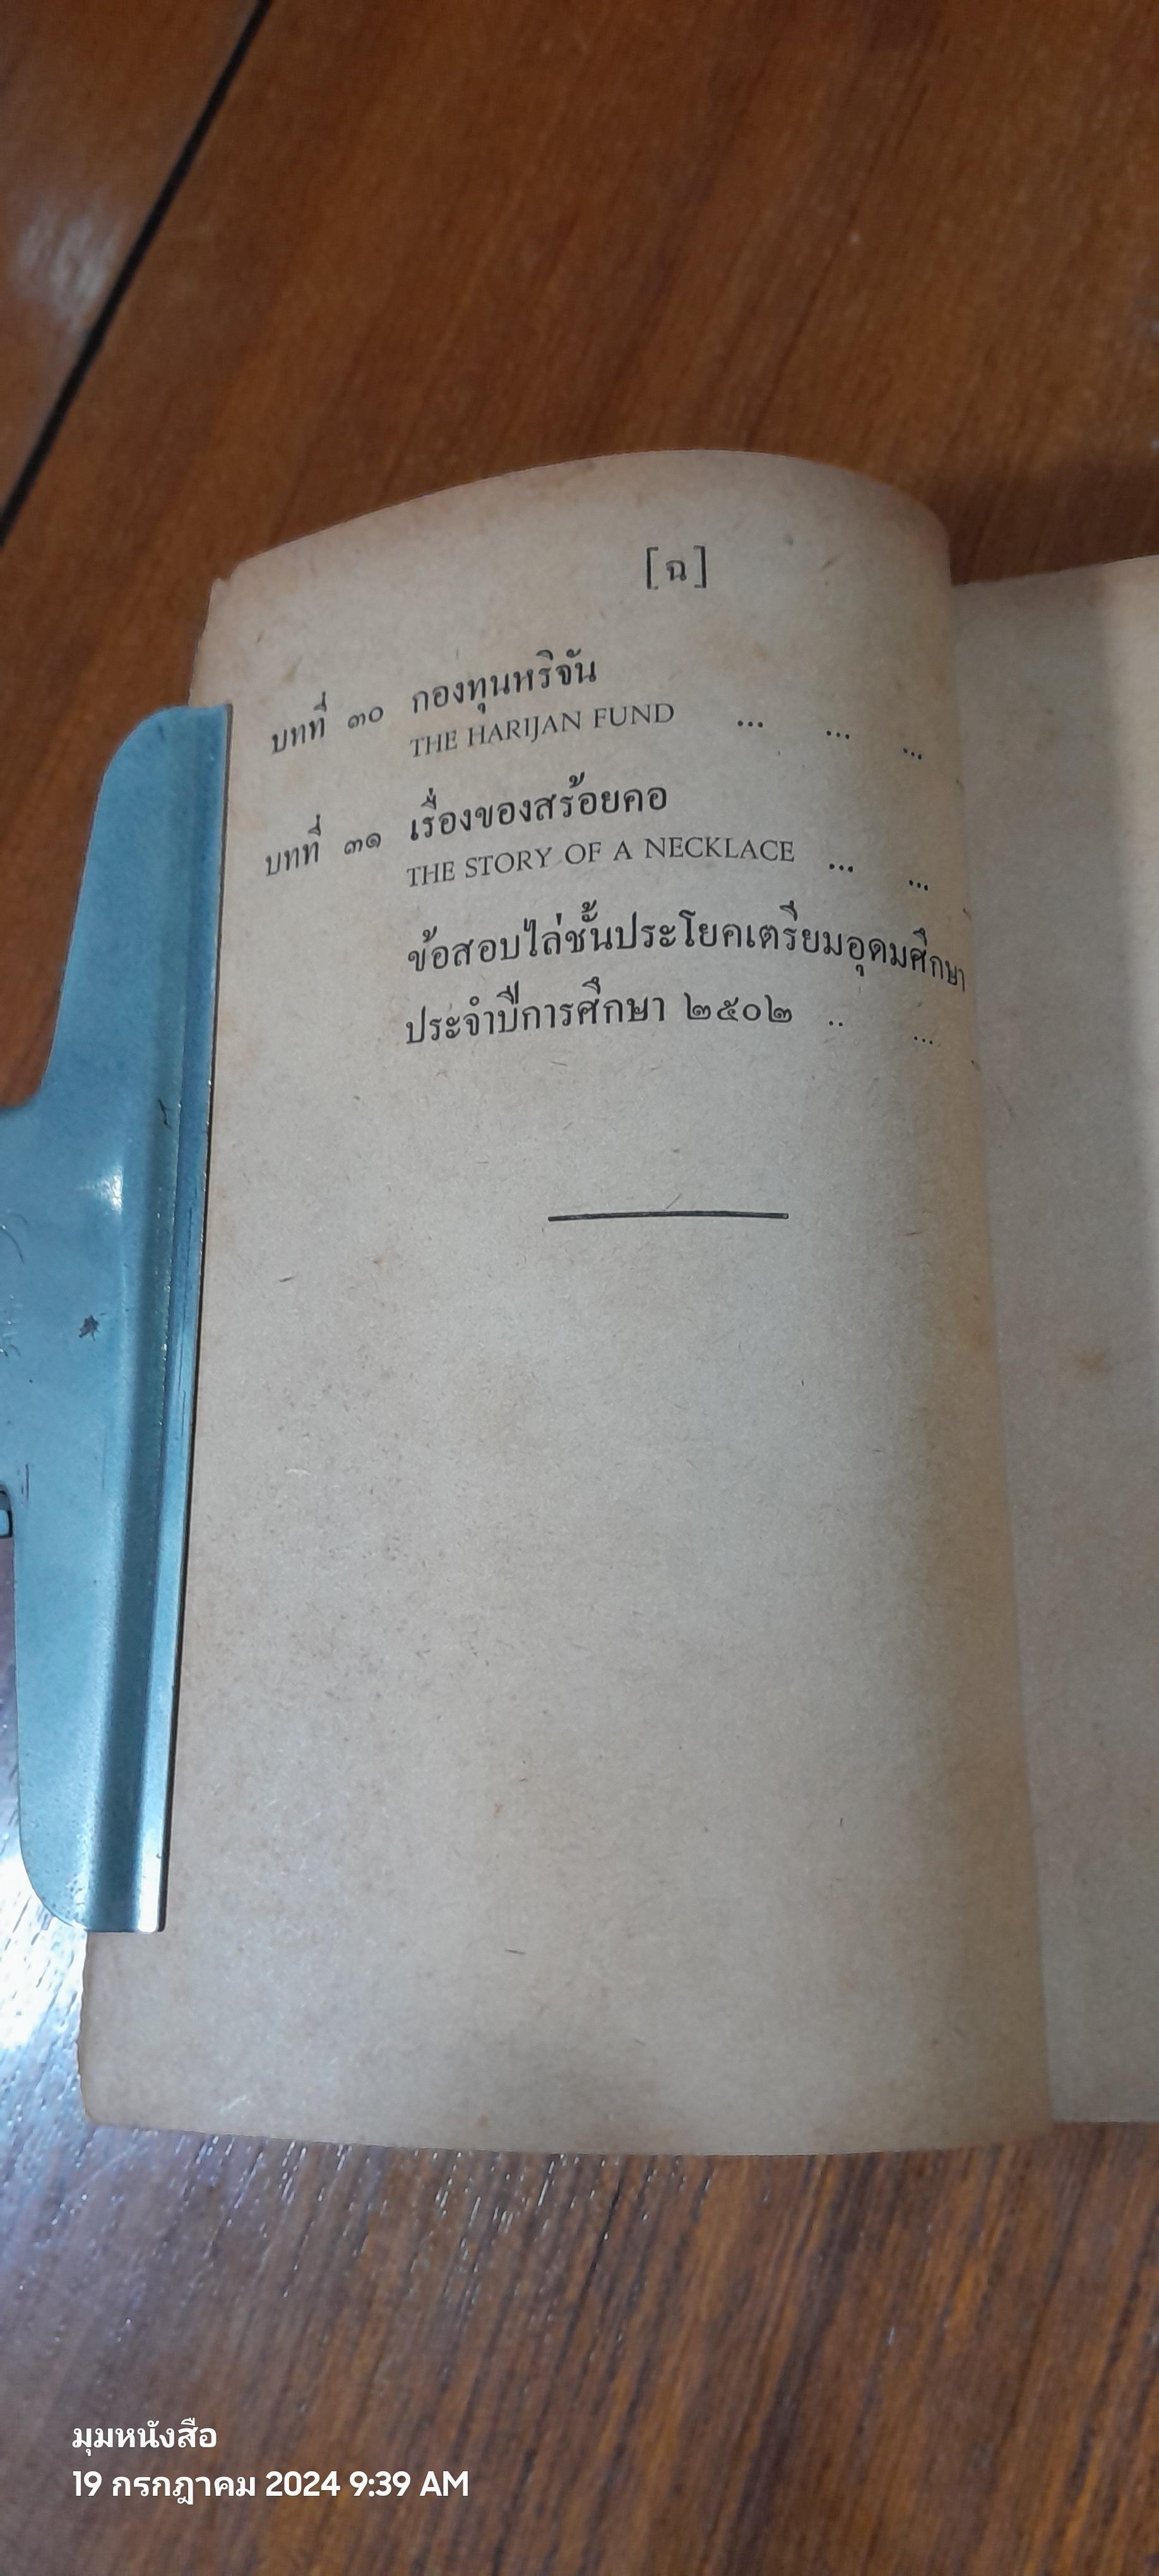 [ฉ]
บทที่ ๓๐ กองทุนหริจัน
THE HARIJAN FUND ... ... ...
บทที่ ๓๑ เรื่องของสร้อยคอ
THE STORY OF A NECKLACE ... ...
ข้อสอบไล่ชั้นประโยคเตรียมอุดมศึกษา
ประจำปีการศึกษา ๒๕๐๒ .. ...
มุมหนังสือ
19 กรกฎาคม 2024 9:39 AM